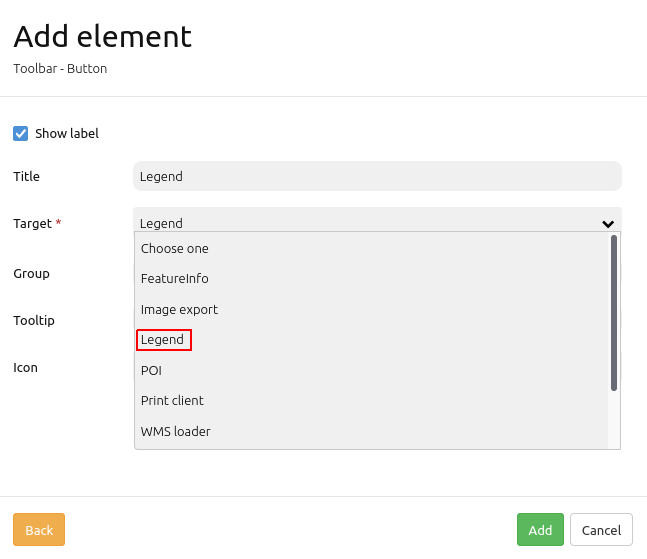 Add element
Toolbar - Button
Show label
Title
Legend
Target *
Legend
Choose one
Group
FeatureInfo
Image export
Tooltip
Legend
Icon
POI
Print client
WMS loader
Back
Add
Cancel